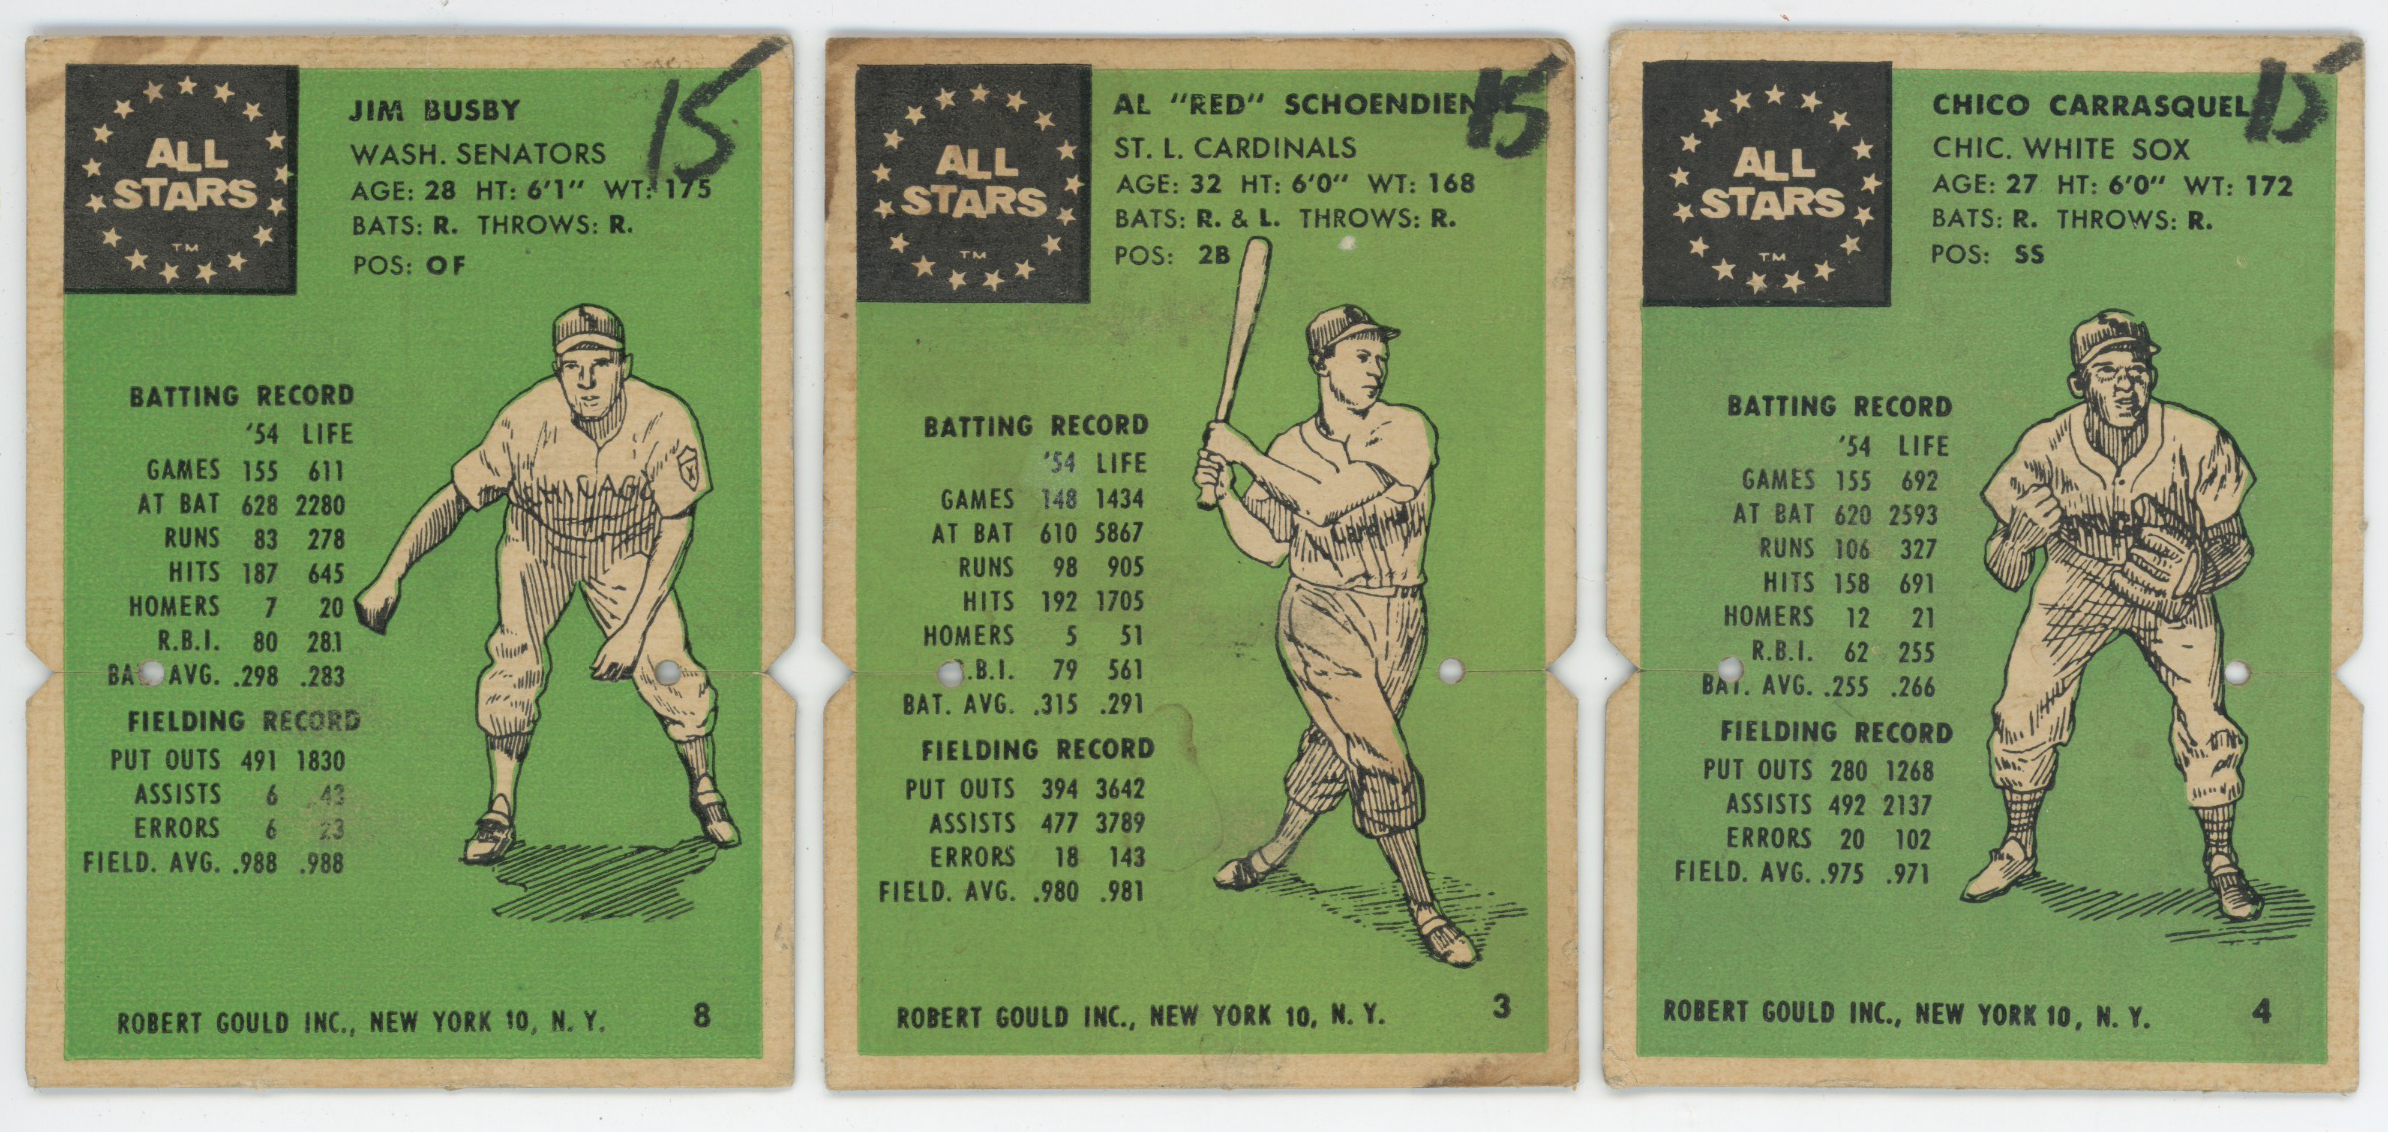 ALL
STARS
TM
JIM BUSBY
15
WASH. SENATORS
AGE: 28 HT: 6'1" WT: 175
BATS: R. THROWS: R.
POS: OF
BATTING RECORD
'54 LIFE
GAMES 155 611
AT BAT 628 2280
RUNS 83 278
HITS 187 645
HOMERS 7 20
R.B.I. 80 281
AVG. .298 .283
FIELDING RECORD
PUT OUTS 491 1830
ASSISTS 6 43
ERRORS 6 23
FIELD. AVG. .988 .988
CHICAGO
ROBERT GOULD INC., NEW YORK 10, N. Y. 8
ALL
STARS
TM
AL "RED" SCHOENDIEN
15
ST. L. CARDINALS
AGE: 32 HT: 6'0" WT: 168
BATS: R. & L. THROWS: R.
POS: 2B
BATTING RECORD
'54 LIFE
GAMES 148 1434
AT BAT 610 5867
RUNS 98 905
HITS 192 1705
HOMERS 5 51
.B.I. 79 561
BAT. AVG. .315 .291
FIELDING RECORD
PUT OUTS 394 3642
ASSISTS 477 3789
ERRORS 18 143
FIELD. AVG. .980 .981
ROBERT GOULD INC., NEW YORK 10, N. Y. 3
ALL
STARS
TM
CHICO CARRASQUEL
15
CHIC. WHITE SOX
AGE: 27 HT: 6'0" WT: 172
BATS: R. THROWS: R.
POS: SS
BATTING RECORD
'54 LIFE
GAMES 155 692
AT BAT 620 2593
RUNS 106 327
HITS 158 691
HOMERS 12 21
R.B.I. 62 255
BAT. AVG. .255 .266
FIELDING RECORD
PUT OUTS 280 1268
ASSISTS 492 2137
ERRORS 20 102
FIELD. AVG. .975 .971
ROBERT GOULD INC., NEW YORK 10, N. Y. 4